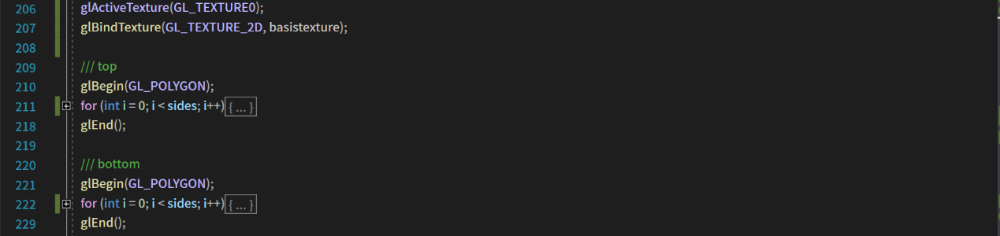 206 glActiveTexture(GL_TEXTURE0);
207 glBindTexture(GL_TEXTURE_2D, basistexture);
208
209 /// top
210 glBegin(GL_POLYGON);
211 for (int i = 0; i < sides; i++){ ... }
218 glEnd();
219
220 /// bottom
221 glBegin(GL_POLYGON);
222 for (int i = 0; i < sides; i++){ ... }
229 glEnd();